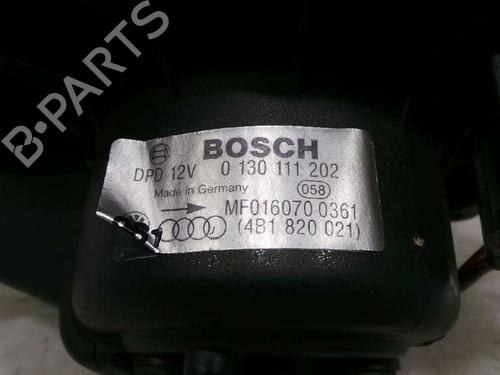 B-PARTS
BOSCH
DPD 12V 0 130 111 202
Made in Germany 058
MF016070 0361
(4B1 820 021)